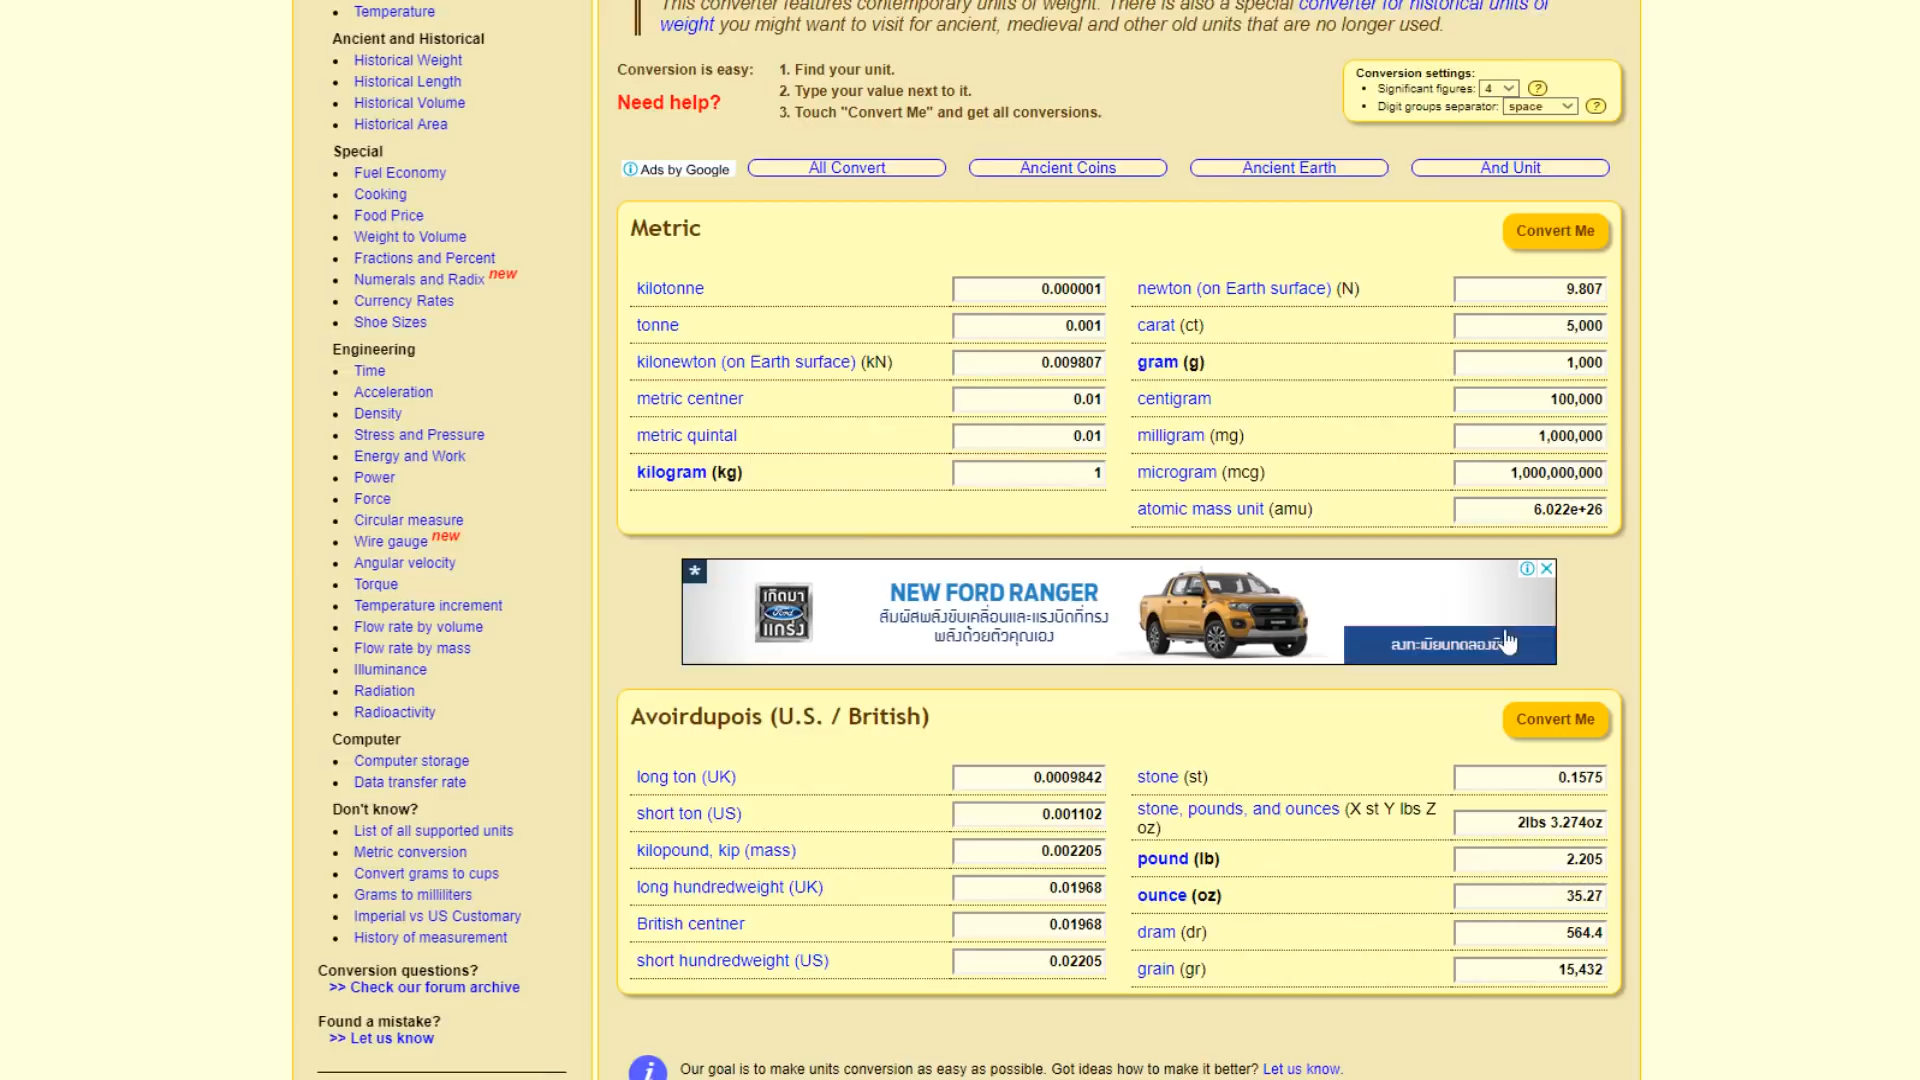 This converter features contemporary units of weight. There is also a special converter for historical units of
weight you might want to visit for ancient, medieval and other old units that are no longer used.
Temperature
Ancient and Historical
Historical Weight
Historical Length
Historical Volume
Historical Area
Special
Fuel Economy
Cooking
Food Price
Weight to Volume
Fractions and Percent
Numerals and Radix new
Currency Rates
Shoe Sizes
Engineering
Time
Acceleration
Density
Stress and Pressure
Energy and Work
Power
Force
Circular measure
Wire gauge new
Angular velocity
Torque
Temperature increment
Flow rate by volume
Flow rate by mass
Illuminance
Radiation
Radioactivity
Computer
Computer storage
Data transfer rate
Don't know?
List of all supported units
Metric conversion
Convert grams to cups
Grams to milliliters
Imperial vs US Customary
History of measurement
Conversion questions?
>> Check our forum archive
Found a mistake?
>> Let us know
Conversion is easy:
Need help?
1. Find your unit.
2. Type your value next to it.
3. Touch "Convert Me" and get all conversions.
Conversion settings:
Significant figures: 4 ?
Digit groups separator: space ?
Ads by Google
All Convert
Ancient Coins
Ancient Earth
And Unit
Metric
Convert Me
kilotonne 0.000001
tonne 0.001
kilonewton (on Earth surface) (kN) 0.009807
metric centner 0.01
metric quintal 0.01
kilogram (kg) 1
newton (on Earth surface) (N) 9.807
carat (ct) 5,000
gram (g) 1,000
centigram 100,000
milligram (mg) 1,000,000
microgram (mcg) 1,000,000,000
atomic mass unit (amu) 6.022e+26
เกิดมา
Ford
แกร่ง
NEW FORD RANGER
สัมผัสพลังขับเคลื่อนและแรงบิดที่ทรง
พลังด้วยตัวคุณเอง
Avoirdupois (U.S. / British)
Convert Me
long ton (UK) 0.0009842
short ton (US) 0.001102
kilopound, kip (mass) 0.002205
long hundredweight (UK) 0.01968
British centner 0.01968
short hundredweight (US) 0.02205
stone (st) 0.1575
stone, pounds, and ounces (X st Y lbs Z
oz) 2lbs 3.274oz
pound (lb) 2.205
ounce (oz) 35.27
dram (dr) 564.4
grain (gr) 15,432
Our goal is to make units conversion as easy as possible. Got ideas how to make it better? Let us know.